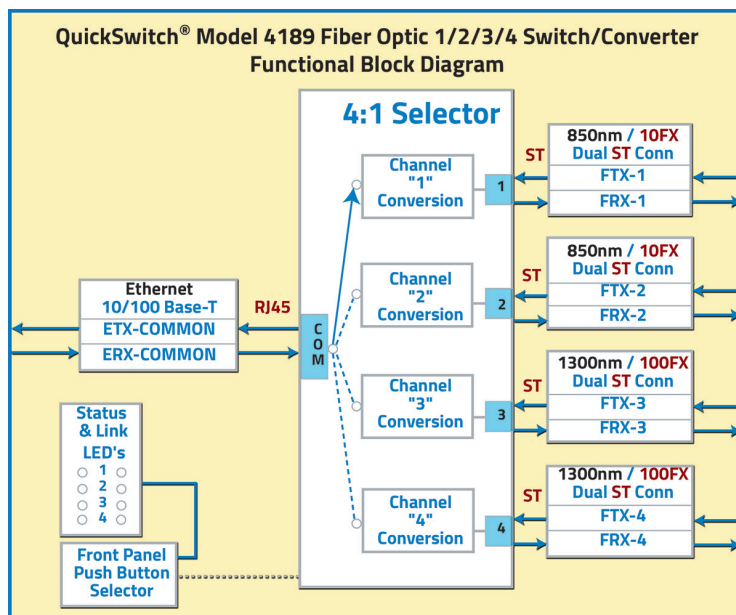 QuickSwitch® Model 4189 Fiber Optic 1/2/3/4 Switch/Converter
Functional Block Diagram
4:1 Selector
Channel
"1"
Conversion
1
ST
850nm / 10FX
Dual ST Conn
FTX-1
FRX-1
Channel
"2"
Conversion
2
ST
850nm / 10FX
Dual ST Conn
FTX-2
FRX-2
Ethernet
10/100 Base-T
ETX-COMMON
ERX-COMMON
RJ45
C
O
M
Channel
"3"
Conversion
3
ST
1300nm / 100FX
Dual ST Conn
FTX-3
FRX-3
Channel
"4"
Conversion
4
ST
1300nm / 100FX
Dual ST Conn
FTX-4
FRX-4
Status
& Link
LED's
1
2
3
4
Front Panel
Push Button
Selector